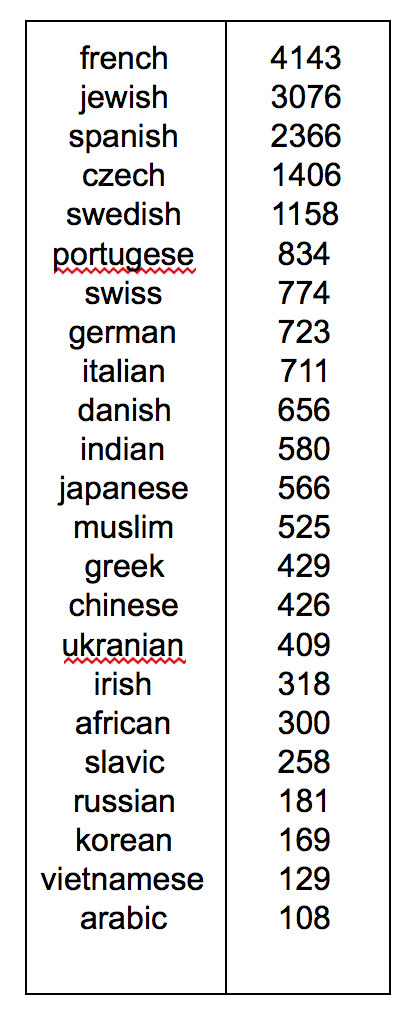 french 4143
jewish 3076
spanish 2366
czech 1406
swedish 1158
portugese 834
swiss 774
german 723
italian 711
danish 656
indian 580
japanese 566
muslim 525
greek 429
chinese 426
ukranian 409
irish 318
african 300
slavic 258
russian 181
korean 169
vietnamese 129
arabic 108